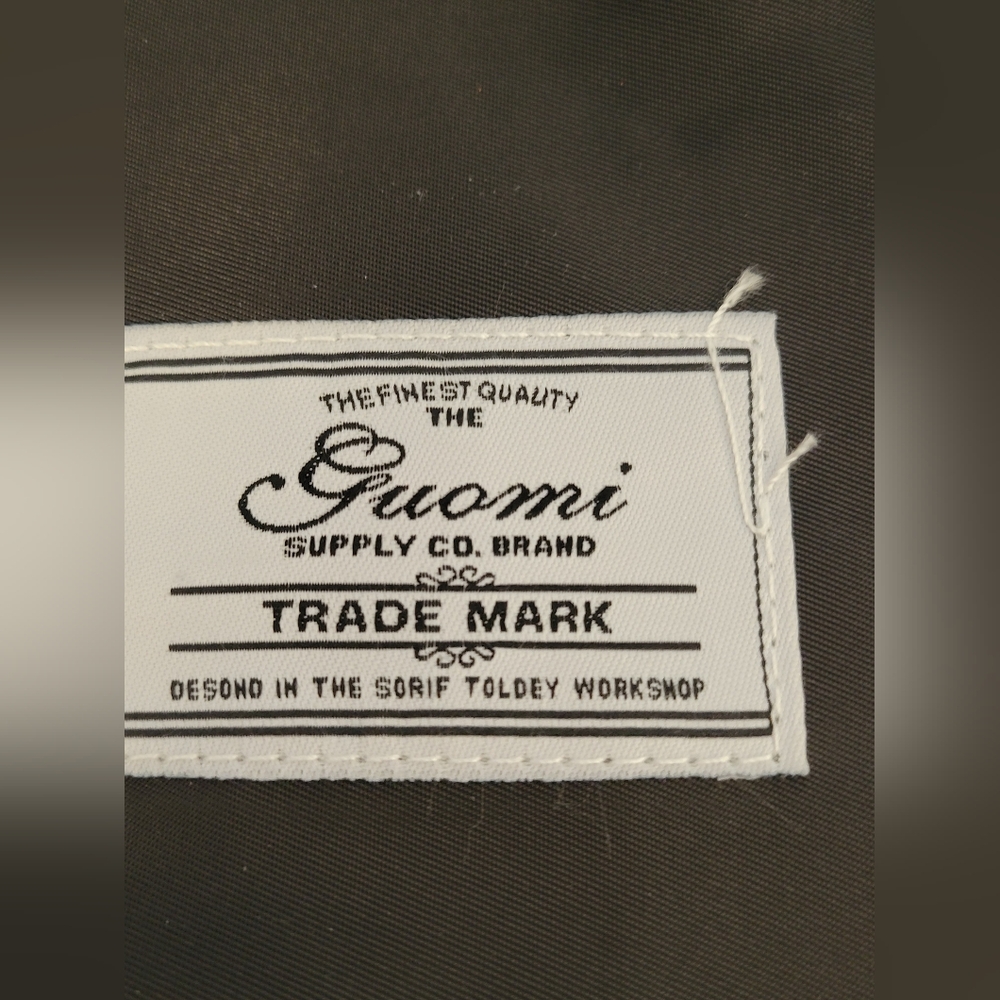 THE FINEST QUALITY
THE
Guomi
SUPPLY CO. BRAND
TRADE MARK
DESOND IN THE SORIF TOLDEY WORKSHOP